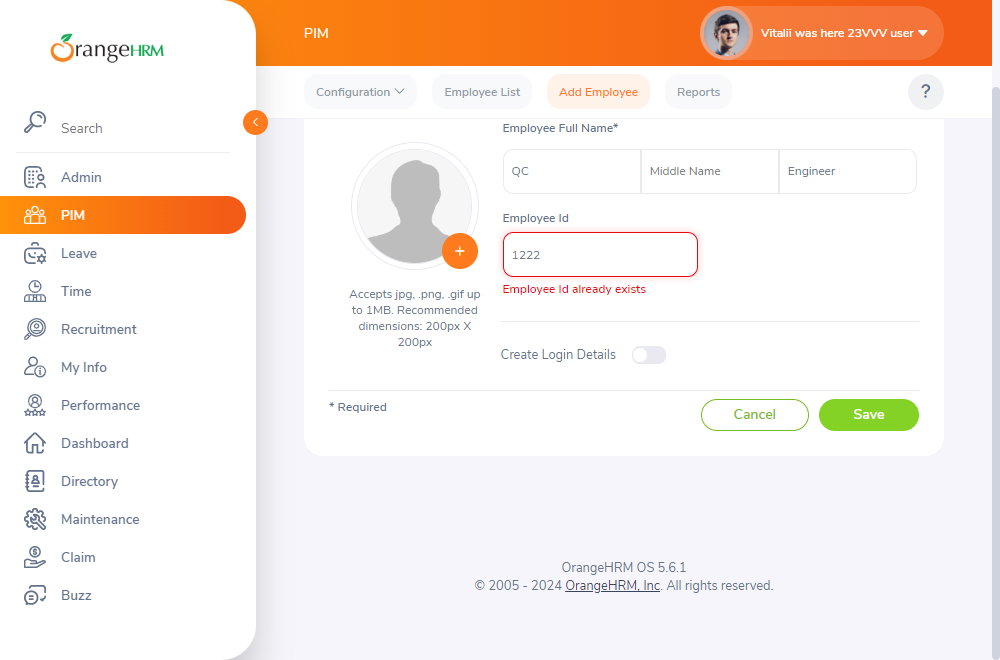 OrangeHRM
PIM
Vitalii was here 23VVV user
Configuration
Employee List
Add Employee
Reports
?
Search
Admin
PIM
Leave
Time
Recruitment
My Info
Performance
Dashboard
Directory
Maintenance
Claim
Buzz
Employee Full Name*
QC
Middle Name
Engineer
Employee Id
1222
Employee Id already exists
+
Accepts jpg, .png, .gif up
to 1MB. Recommended
dimensions: 200px X
200px
Create Login Details
* Required
Cancel
Save
OrangeHRM OS 5.6.1
© 2005 - 2024 OrangeHRM, Inc. All rights reserved.